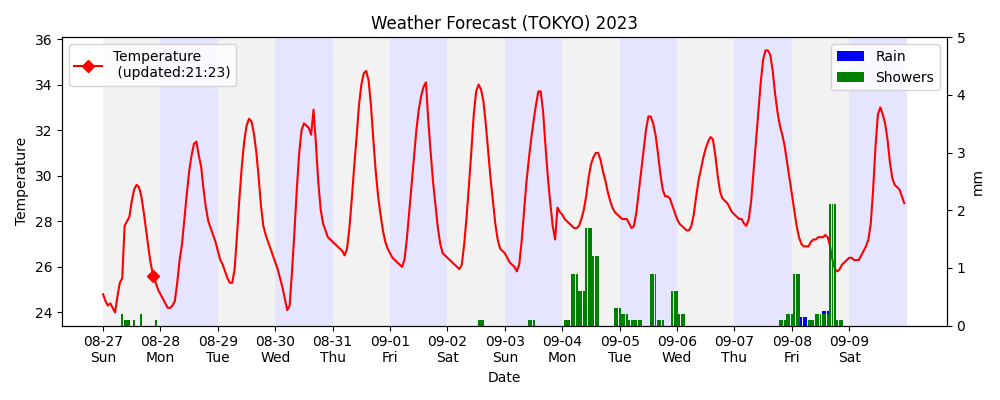 Weather Forecast (TOKYO) 2023
Temperature
(updated:21:23)
Rain
Showers
Temperature
36
34
32
30
28
26
24
5
4
3
2
1
0
mm
08-27 08-28 08-29 08-30 08-31 09-01 09-02 09-03 09-04 09-05 09-06 09-07 09-08 09-09
Sun Mon Tue Wed Thu Fri Sat Sun Mon Tue Wed Thu Fri Sat
Date